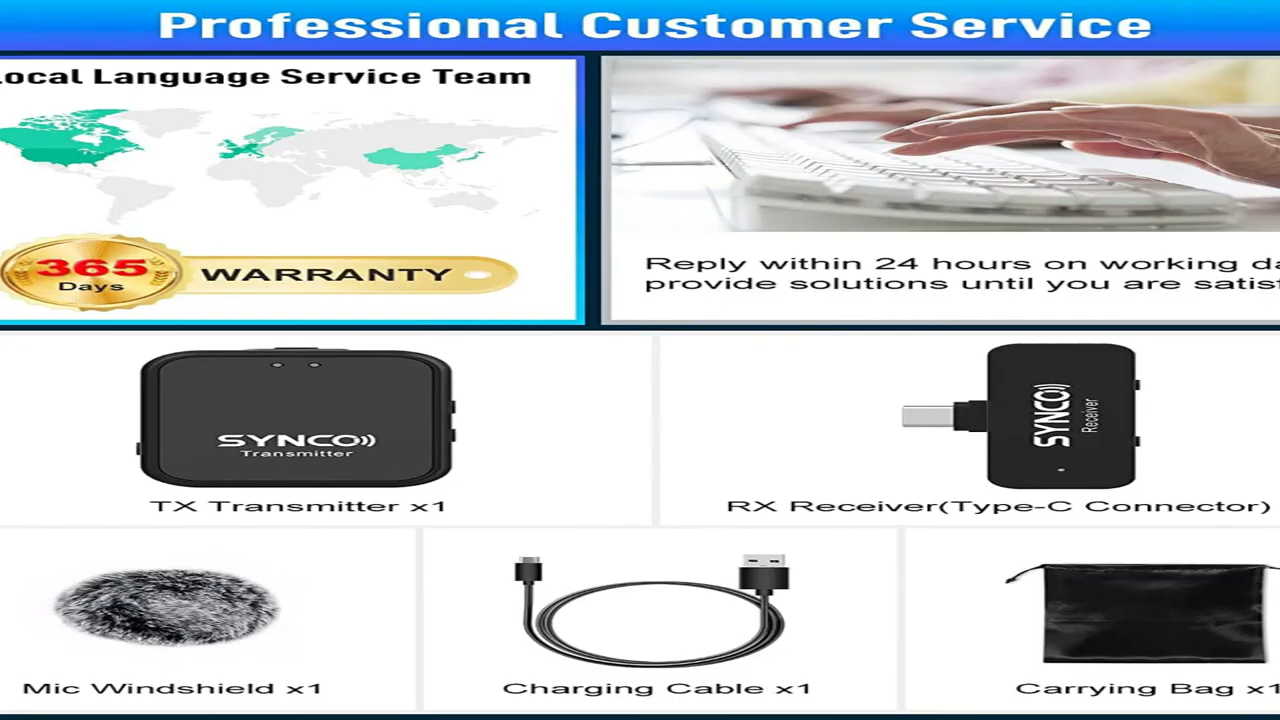 Professional Customer Service
Local Language Service Team
365
Days
WARRANTY
Reply within 24 hours on working
provide solutions until you are
SYNCO
Transmitter
TX Transmitter x1
SYNCO
Receiver
RX Receiver(Type-C Connector)
Mic Windshield x1
Charging Cable x1
Carrying Bag x1